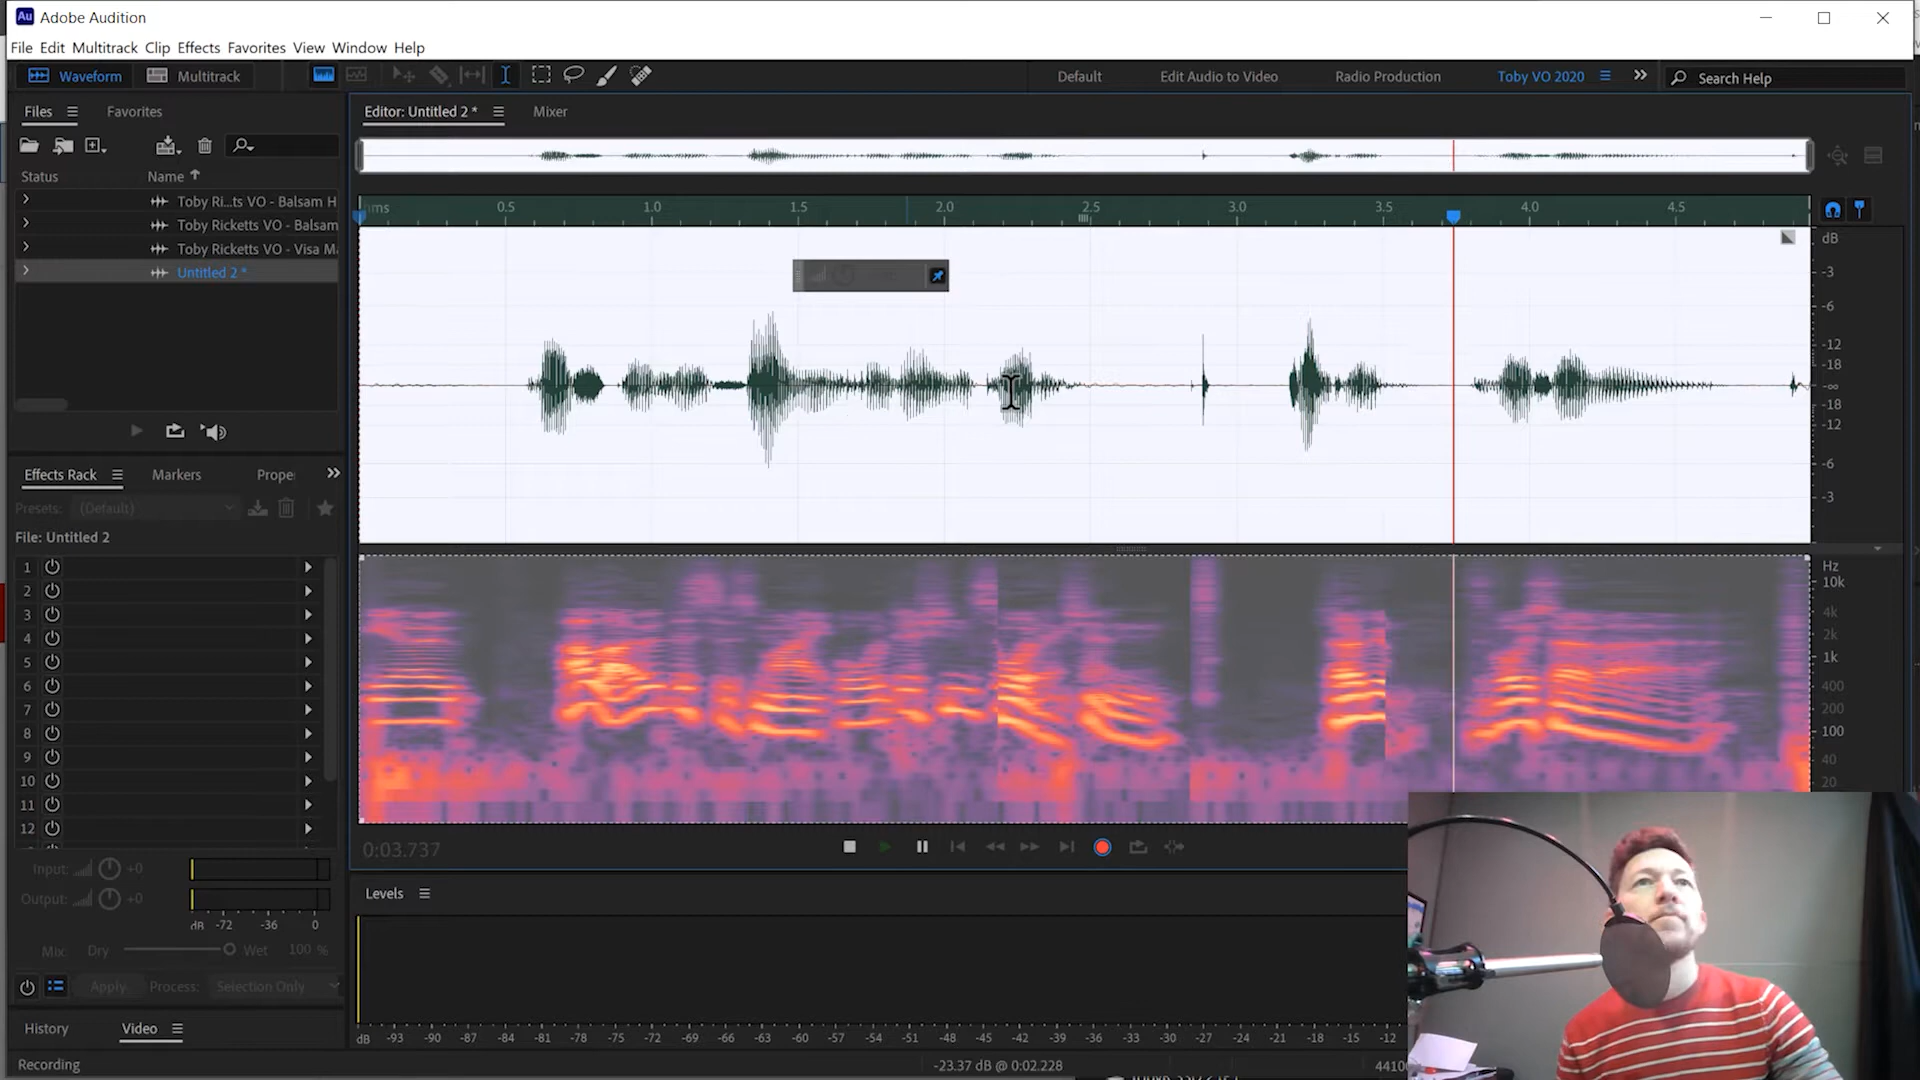 Au Adobe Audition
File Edit Multitrack Clip Effects Favorites View Window Help
Waveform Multitrack Default Edit Audio to Video Radio Production Toby VO 2020 Search Help
Files Favorites Editor: Untitled 2 * Mixer
Status Name
Toby Ri...ts VO - Balsam H
Toby Ricketts VO - Balsam
Toby Ricketts VO - Visa Ma
Untitled 2 *
hms 0.5 1.0 1.5 2.0 2.5 3.0 3.5 4.0 4.5
dB
-3
-6
-12
-18
-∞
-18
-12
-6
-3
Effects Rack Markers Prope
Presets: (Default)
File: Untitled 2
1
2
3
4
5
6
7
8
9
10
11
12
Hz
10k
4k
2k
1k
400
200
100
40
20
0:03.737
Input: +0
Output: +0
dB -72 -36 0
Mix: Dry Wet 100 %
Apply Process: Selection Only
Levels
dB -93 -90 -87 -84 -81 -78 -75 -72 -69 -66 -63 -60 -57 -54 -51 -48 -45 -42 -39 -36 -33 -30 -27 -24 -21 -18 -15 -12
History Video
Recording -23.37 dB @ 0:02.228 4410